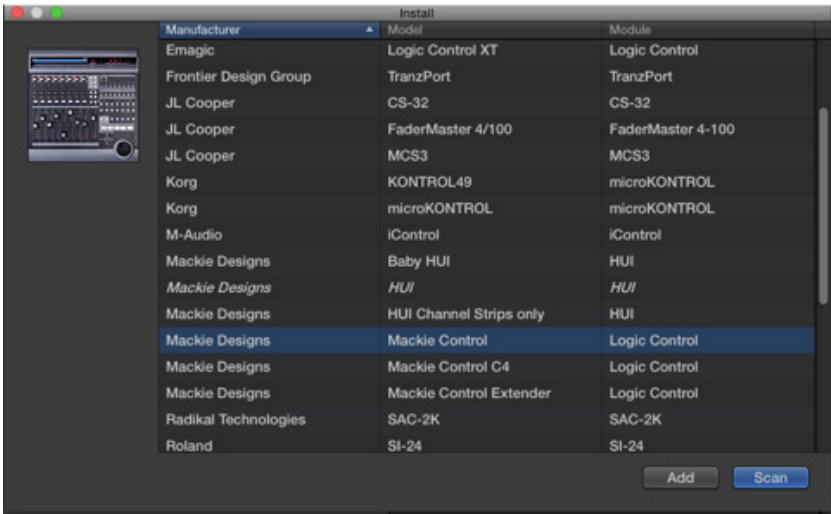 Install
Manufacturer Model Module
Emagic Logic Control XT Logic Control
Frontier Design Group TranzPort TranzPort
JL Cooper CS-32 CS-32
JL Cooper FaderMaster 4/100 FaderMaster 4-100
JL Cooper MCS3 MCS3
Korg KONTROL49 microKONTROL
Korg microKONTROL microKONTROL
M-Audio iControl iControl
Mackie Designs Baby HUI HUI
Mackie Designs HUI HUI
Mackie Designs HUI Channel Strips only HUI
Mackie Designs Mackie Control Logic Control
Mackie Designs Mackie Control C4 Logic Control
Mackie Designs Mackie Control Extender Logic Control
Radikal Technologies SAC-2K SAC-2K
Roland SI-24 SI-24
Add Scan